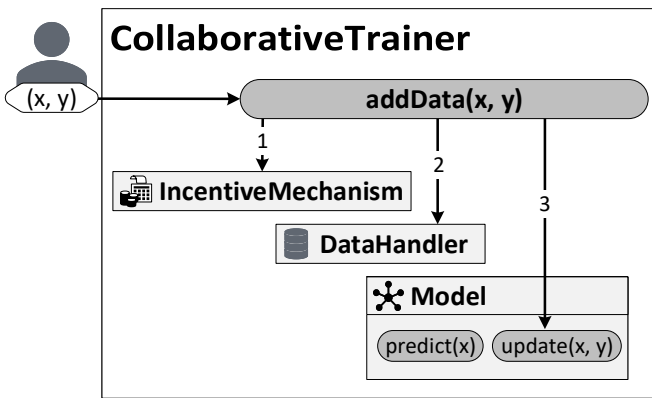 CollaborativeTrainer
(x, y)
addData(x, y)
1
2
3
IncentiveMechanism
DataHandler
Model
predict(x)
update(x, y)